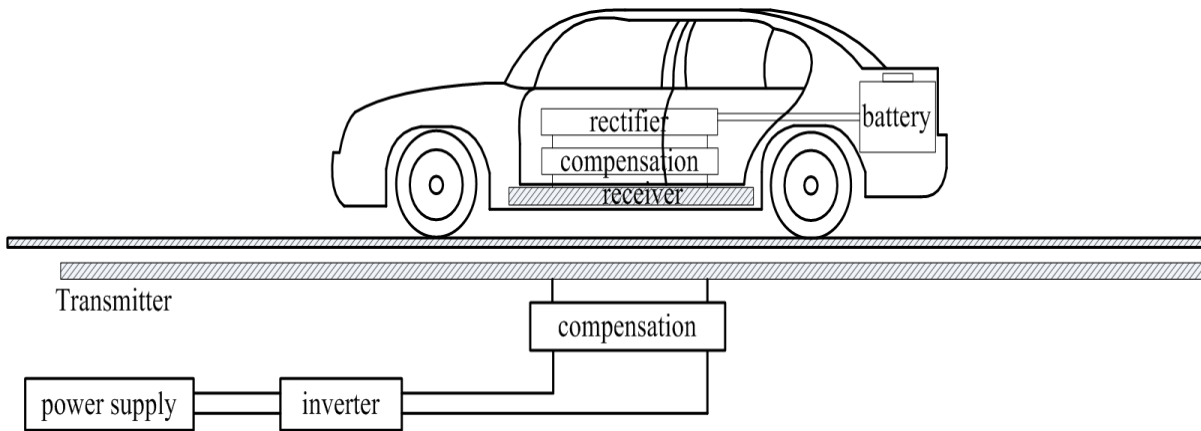 rectifier
battery
compensation
receiver
Transmitter
compensation
power supply
inverter